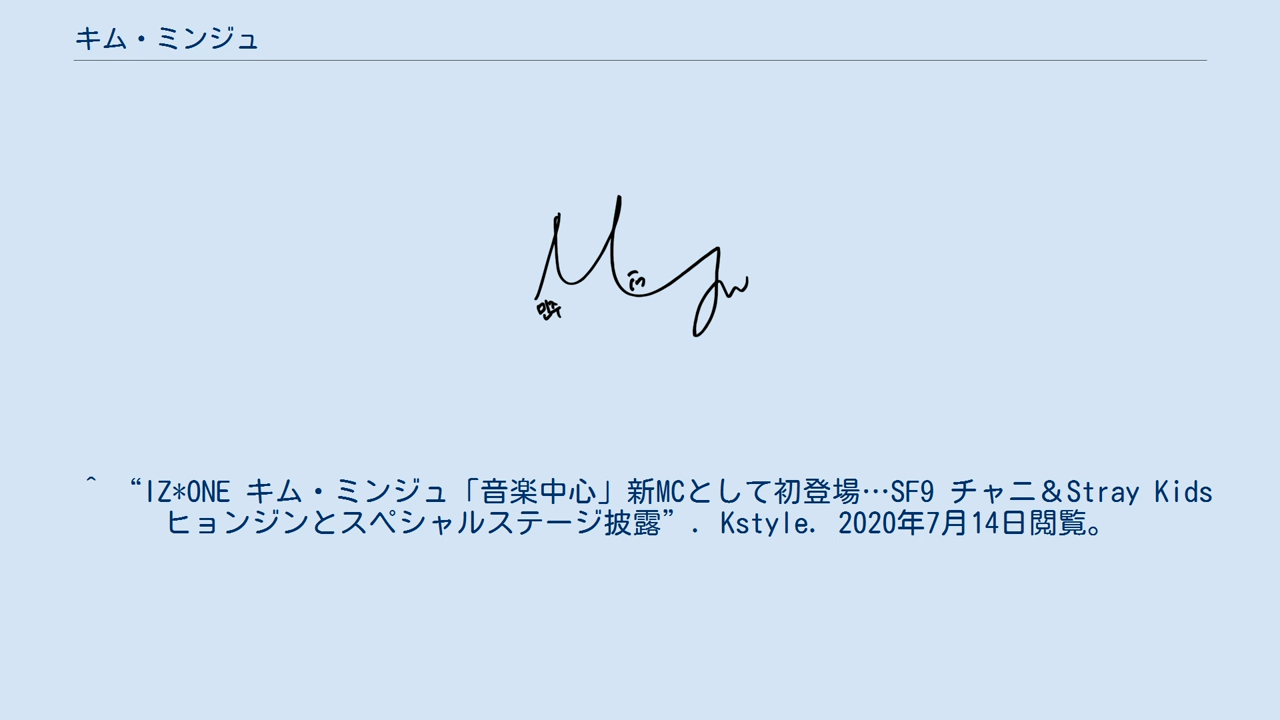 キム・ミンジュ
Minju
민주
^ “IZ*ONE キム・ミンジュ「音楽中心」新MCとして初登場…SF9 チャニ＆Stray Kids
ヒョンジンとスペシャルステージ披露”. Kstyle. 2020年7月14日閲覧。